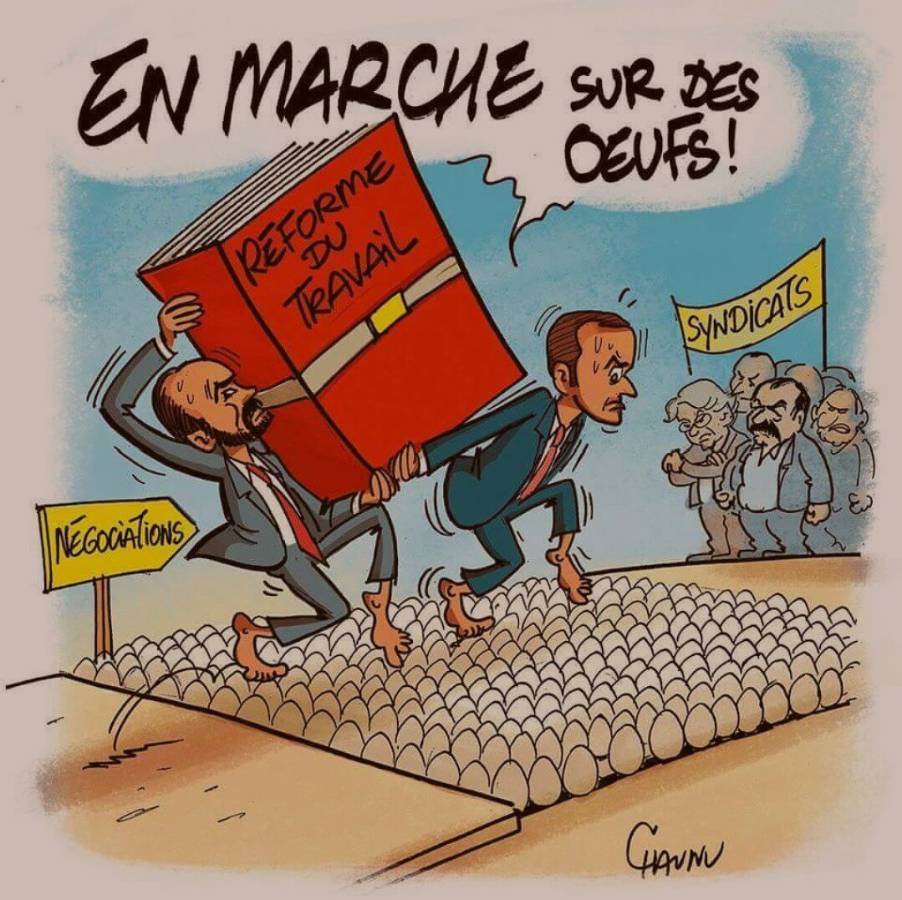 EN MARCHE SUR DES
OEUFS!
RÉFORME
DU
TRAVAIL
SYNDICATS
NÉGOCIATIONS
CHAUNU